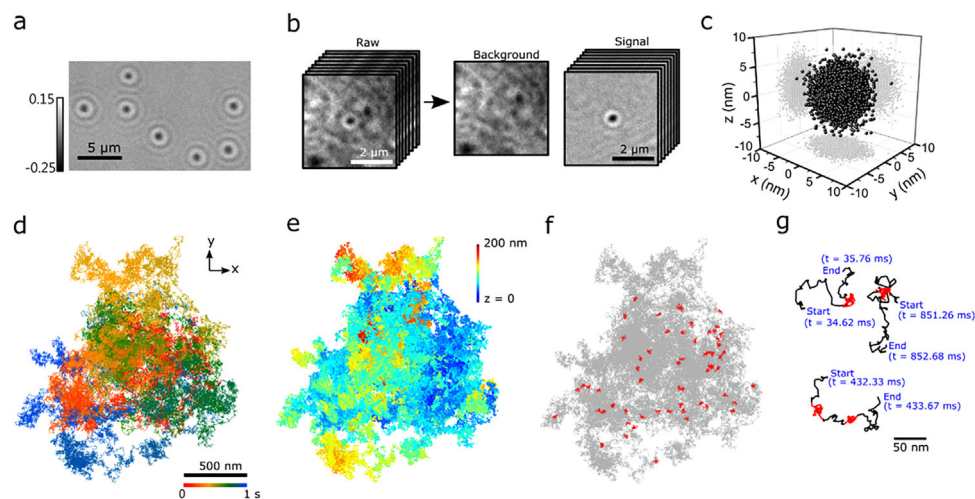 a
0.15
-0.25
5 µm
b
Raw
2 µm
Background
Signal
2 µm
c
10
5
0
-5
-10
z (nm)
-10
-5
0
5
10
x (nm)
-10
-5
0
5
10
y (nm)
d
y
x
500 nm
0
1 s
e
200 nm
z = 0
f
g
(t = 35.76 ms)
End
Start
(t = 34.62 ms)
Start
(t = 851.26 ms)
End
(t = 852.68 ms)
Start
(t = 432.33 ms)
End
(t = 433.67 ms)
50 nm